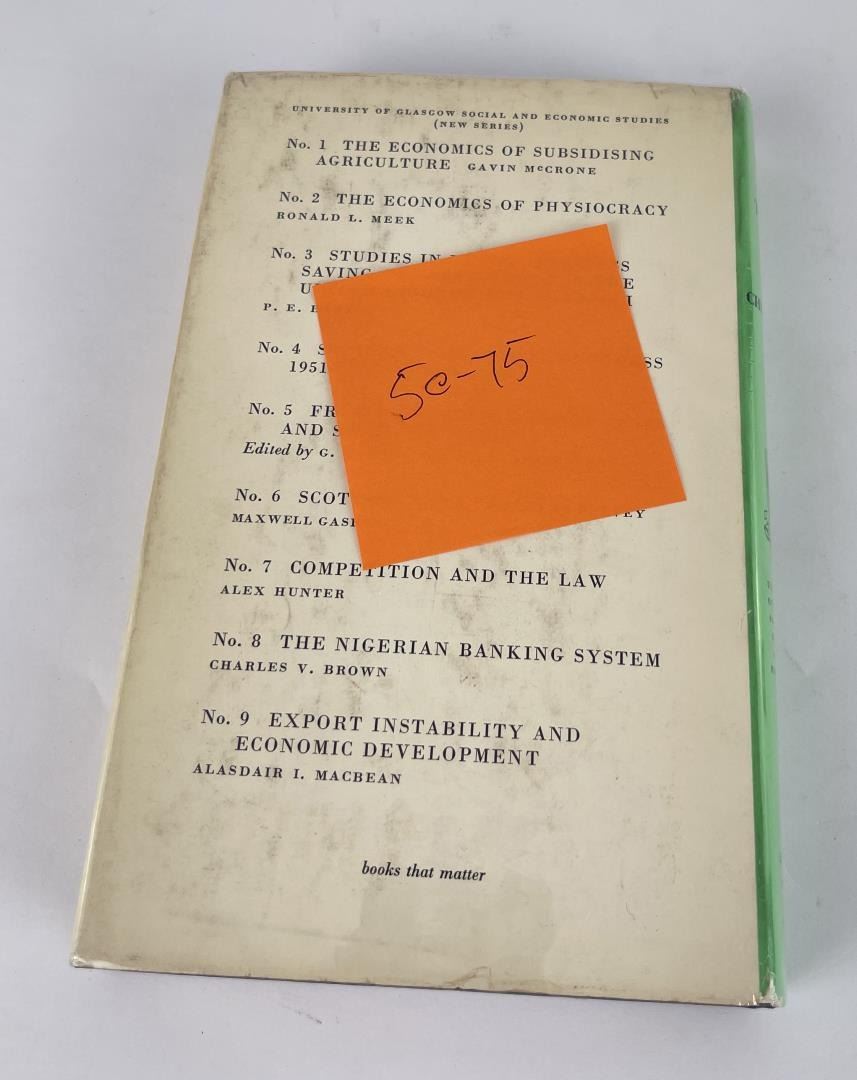 UNIVERSITY OF GLASGOW SOCIAL AND ECONOMIC STUDIES
(NEW SERIES)
No. 1 THE ECONOMICS OF SUBSIDISING
AGRICULTURE GAVIN McCRONE
No. 2 THE ECONOMICS OF PHYSIOCRACY
RONALD L. MEEK
No. 3 STUDIES IN
SAVING
P. E.
No. 4
1951
No. 5
AND
Edited by G.
No. 6
MAXWELL
No. 7 COMPETITION AND THE LAW
ALEX HUNTER
No. 8 THE NIGERIAN BANKING SYSTEM
CHARLES V. BROWN
No. 9 EXPORT INSTABILITY AND
ECONOMIC DEVELOPMENT
ALASDAIR I. MACBEAN
books that matter
50-75